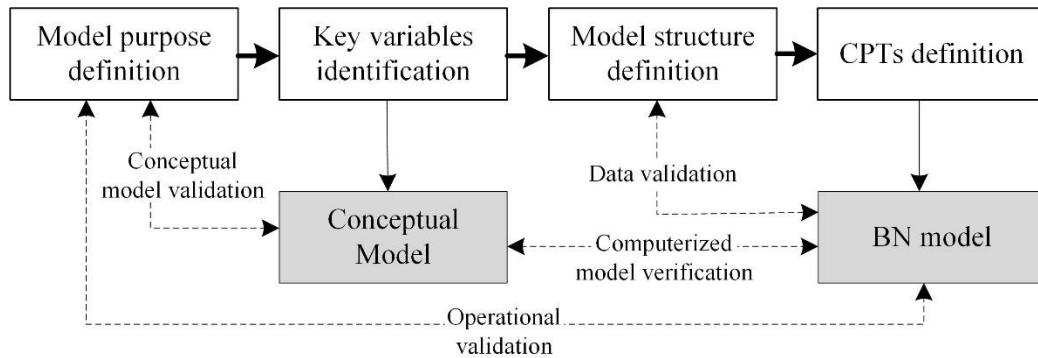 Model purpose
definition
Key variables
identification
Model structure
definition
CPTs definition
Conceptual
model validation
Data validation
Conceptual
Model
Computerized
model verification
BN model
Operational
validation